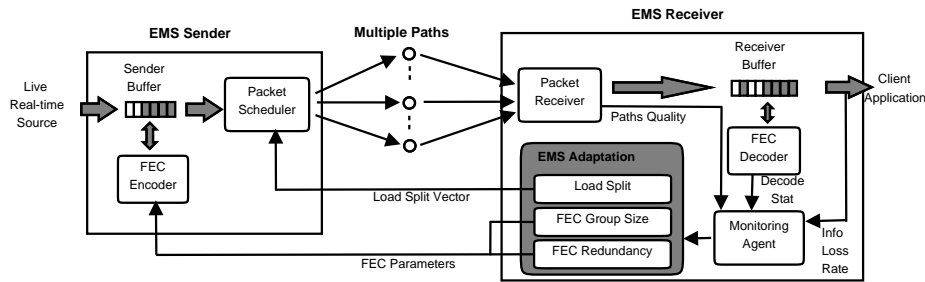 EMS Sender
Multiple Paths
EMS Receiver
Live
Real-time
Source
Sender
Buffer
Packet
Scheduler
FEC
Encoder
Packet
Receiver
Receiver
Buffer
Client
Application
Paths Quality
FEC
Decoder
Decode
Stat
EMS Adaptation
Load Split
FEC Group Size
FEC Redundancy
Monitoring
Agent
Info
Loss
Rate
Load Split Vector
FEC Parameters